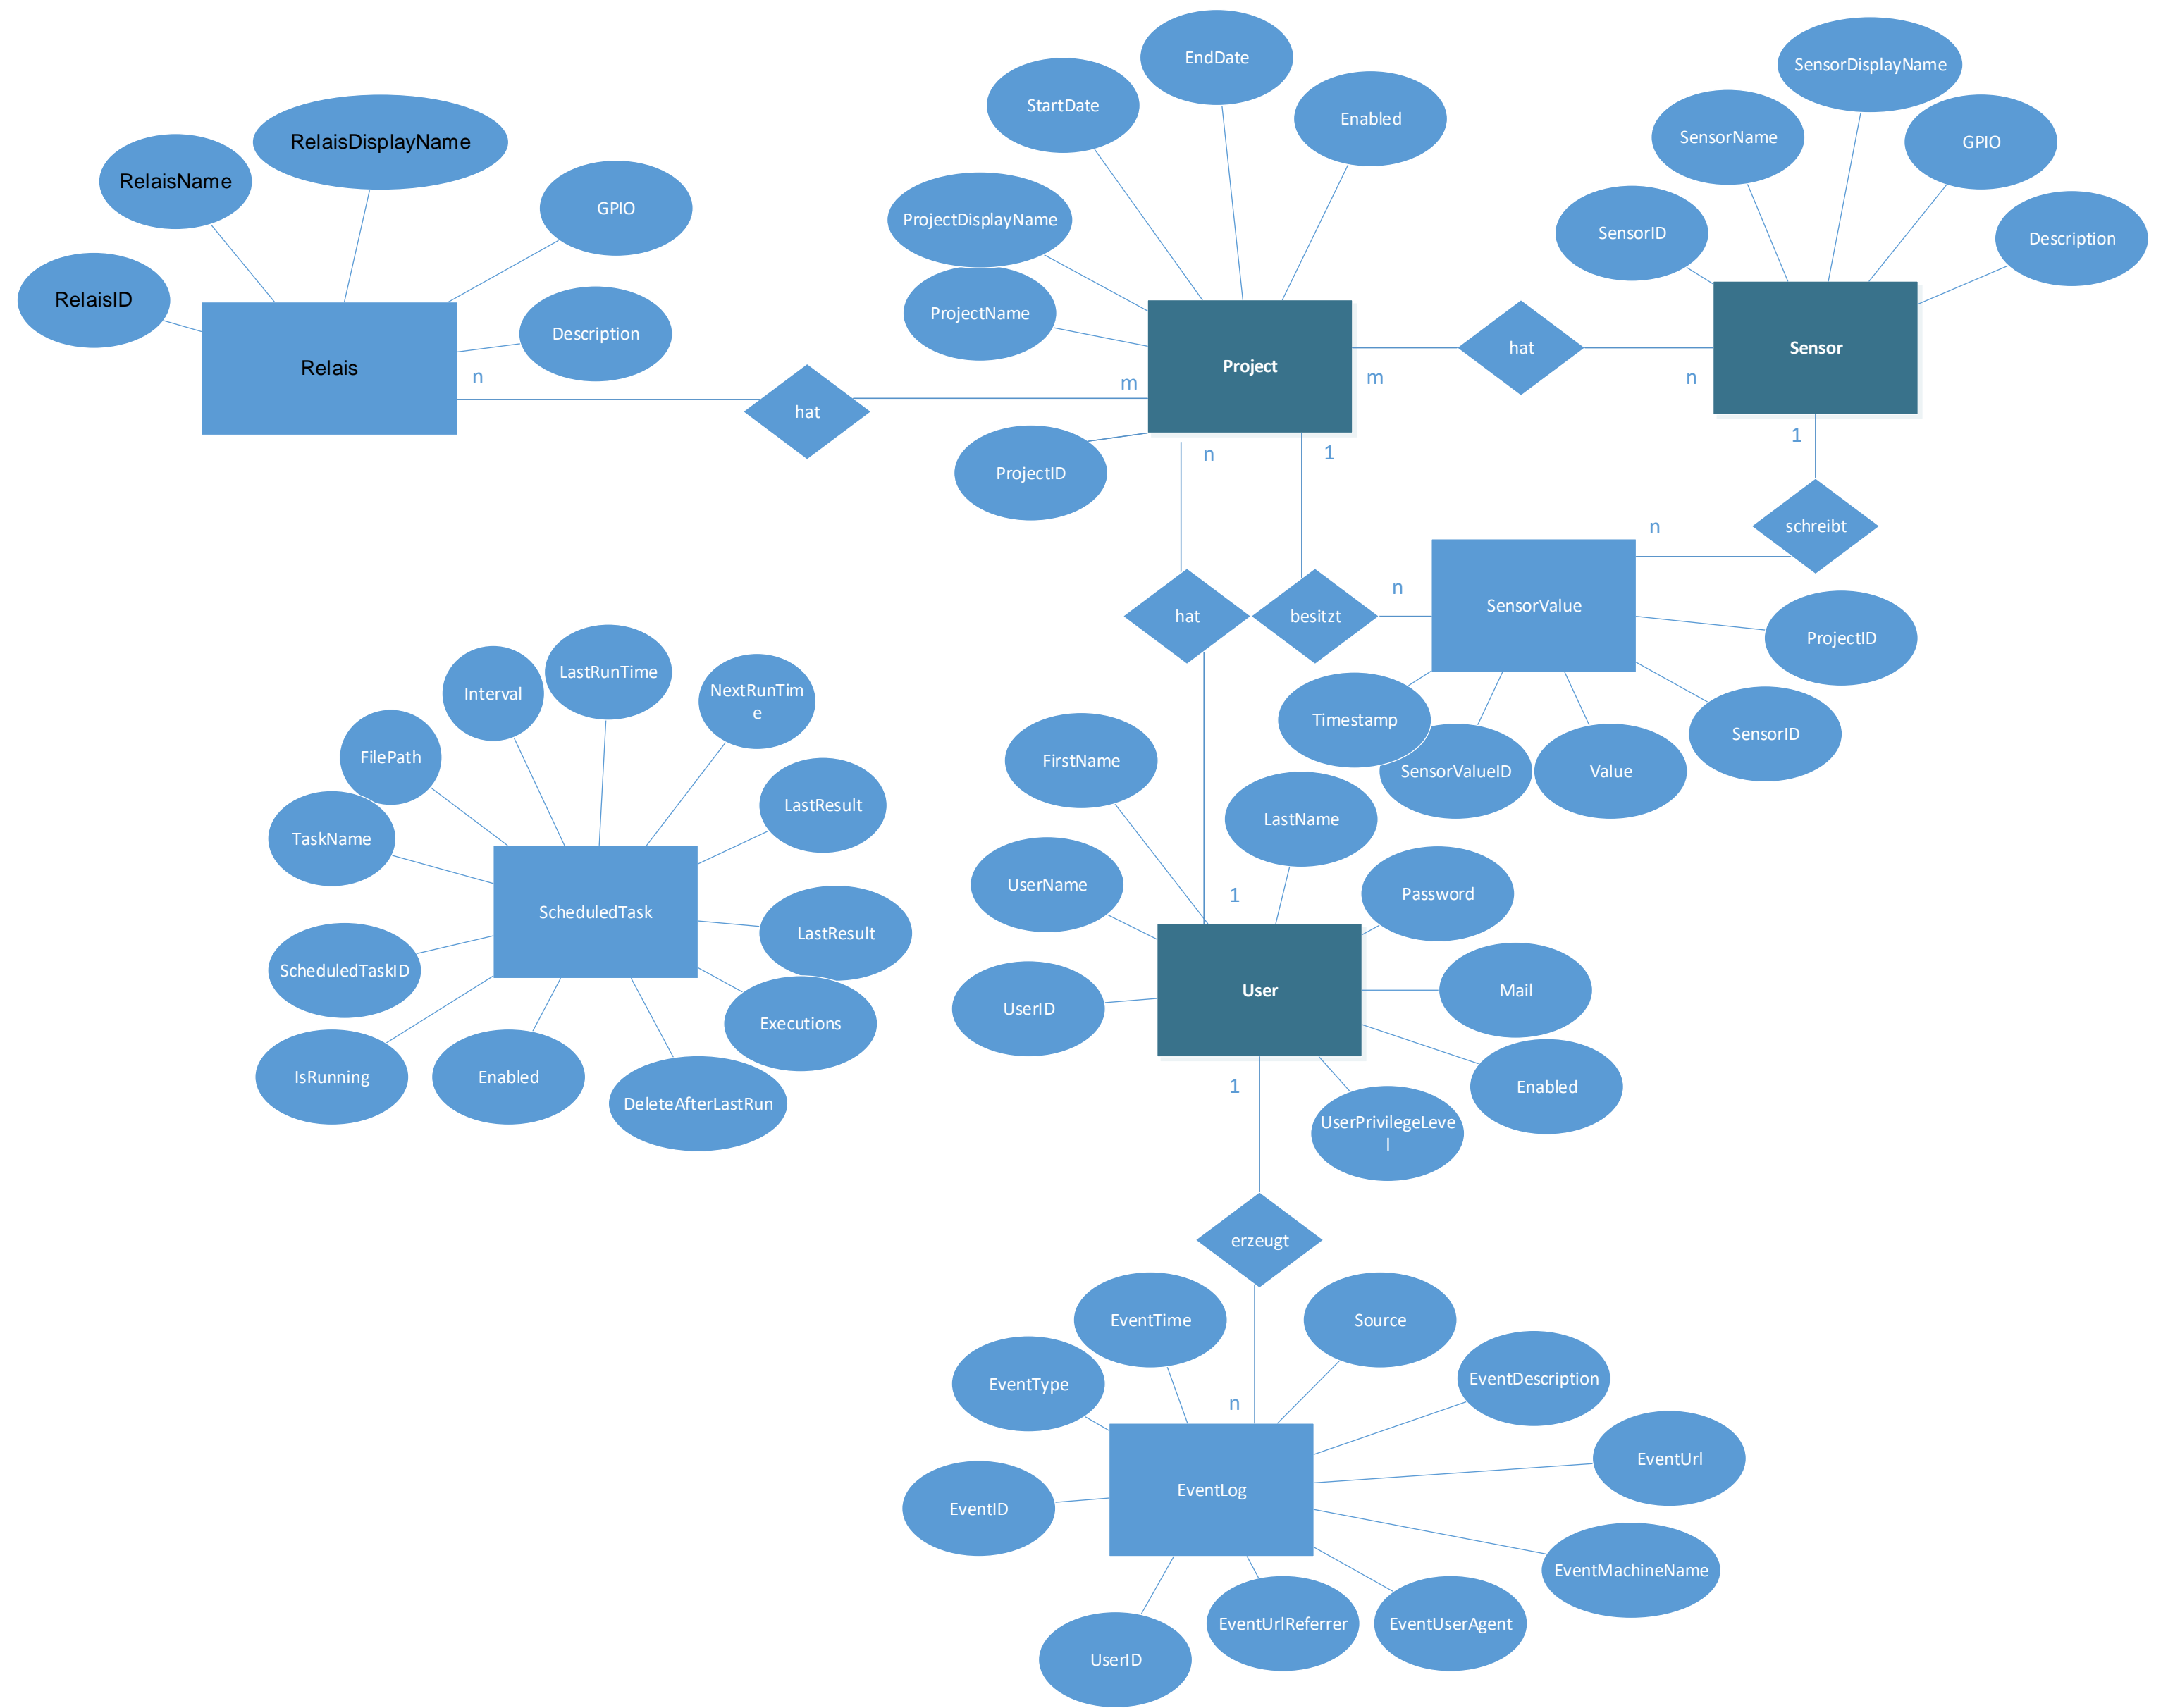 EndDate
SensorDisplayName
StartDate
Enabled
SensorName
RelaisDisplayName
GPIO
RelaisName
GPIO
ProjectDisplayName
SensorID
Description
RelaisID
ProjectName
Description
hat
Sensor
Relais
Project
n
m
m
n
hat
1
n
1
ProjectID
n
schreibt
n
SensorValue
hat
besitzt
ProjectID
LastRunTime
Interval
NextRunTim
e
Timestamp
SensorID
FilePath
FirstName
SensorValueID
Value
LastResult
LastName
TaskName
UserName
1
Password
ScheduledTask
LastResult
ScheduledTaskID
User
Mail
UserID
Executions
IsRunning
Enabled
1
Enabled
DeleteAfterLastRun
UserPrivilegeLeve
l
erzeugt
EventTime
Source
EventType
EventDescription
n
EventUrl
EventLog
EventID
EventMachineName
EventUrlReferrer
EventUserAgent
UserID